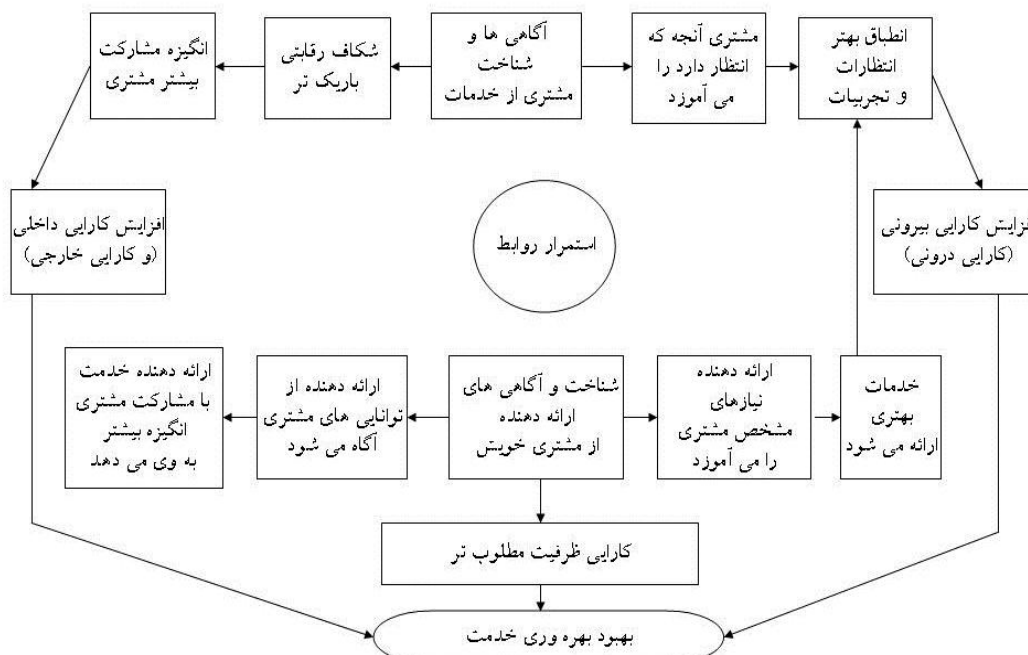 انطباق بهتر
انتظارات
و تجربیات
مشتری آنچه که
انتظار دارد را
می آموزد
آگاهی ها و
شناخت
مشتری از خدمات
شکاف رقابتی
باریک تر
انگیزه مشارکت
بیشتر مشتری
فزایش کارایی بیرونی
(کارایی درونی)
استمرار روابط
افزایش کارایی داخلی
(و کارایی خارجی)
خدمات
بهتری
ارائه می شود
ارائه دهنده
نیازهای
مشخص مشتری
را می آموزد
شناخت و آگاهی های
ارائه دهنده
از مشتری خویش
ارائه دهنده از
توانایی های مشتری
آگاه می شود
ارائه دهنده خدمت
با مشارکت مشتری
انگیزه بیشتر
به وی می دهد
کارایی ظرفیت مطلوب تر
بهبود بهره وری خدمت